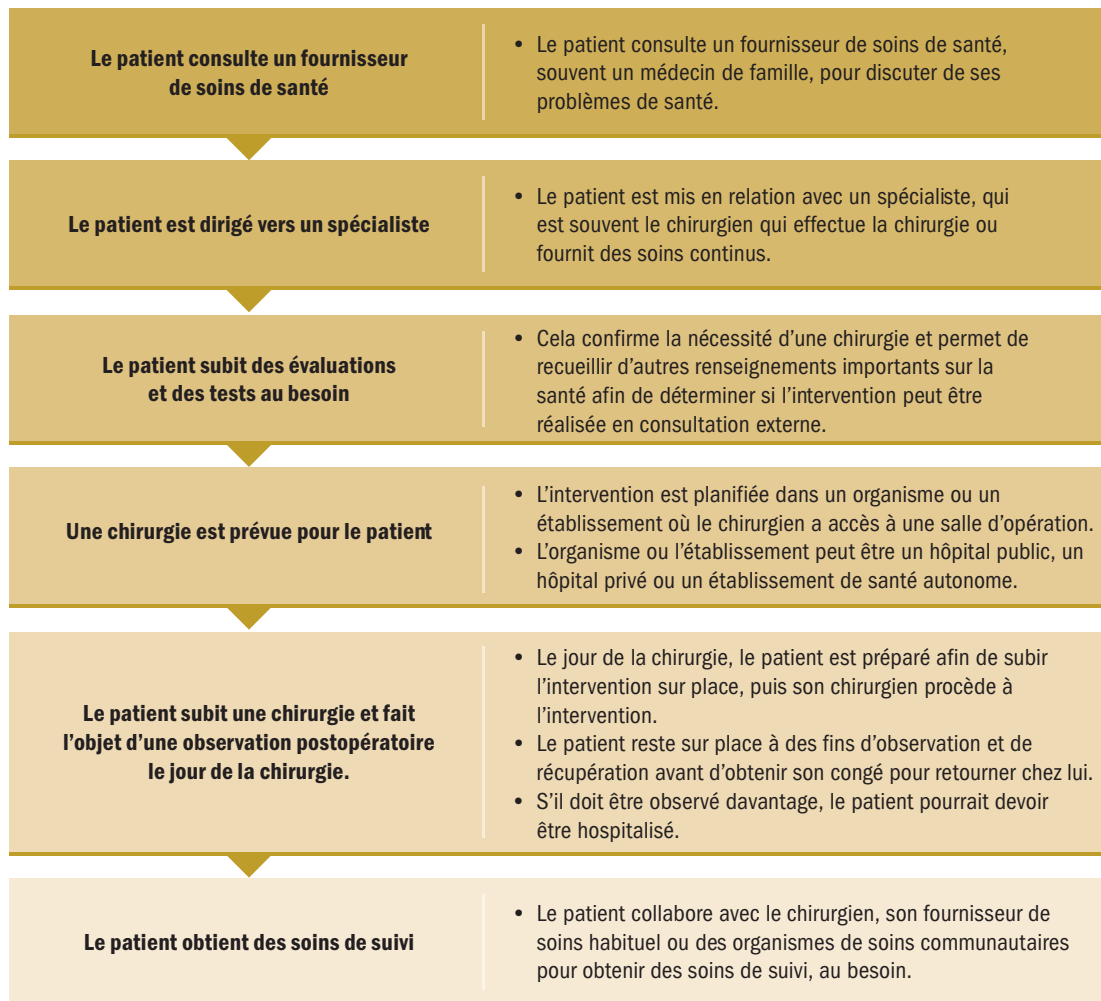 Le patient consulte un fournisseur
de soins de santé
• Le patient consulte un fournisseur de soins de santé,
souvent un médecin de famille, pour discuter de ses
problèmes de santé.
Le patient est dirigé vers un spécialiste
• Le patient est mis en relation avec un spécialiste, qui
est souvent le chirurgien qui effectue la chirurgie ou
fournit des soins continus.
Le patient subit des évaluations
et des tests au besoin
• Cela confirme la nécessité d’une chirurgie et permet de
recueillir d’autres renseignements importants sur la
santé afin de déterminer si l’intervention peut être
réalisée en consultation externe.
Une chirurgie est prévue pour le patient
• L’intervention est planifiée dans un organisme ou un
établissement où le chirurgien a accès à une salle d’opération.
• L’organisme ou l’établissement peut être un hôpital public, un
hôpital privé ou un établissement de santé autonome.
Le patient subit une chirurgie et fait
l’objet d’une observation postopératoire
le jour de la chirurgie.
• Le jour de la chirurgie, le patient est préparé afin de subir
l’intervention sur place, puis son chirurgien procède à
l’intervention.
• Le patient reste sur place à des fins d’observation et de
récupération avant d’obtenir son congé pour retourner chez lui.
• S’il doit être observé davantage, le patient pourrait devoir
être hospitalisé.
Le patient obtient des soins de suivi
• Le patient collabore avec le chirurgien, son fournisseur de
soins habituel ou des organismes de soins communautaires
pour obtenir des soins de suivi, au besoin.